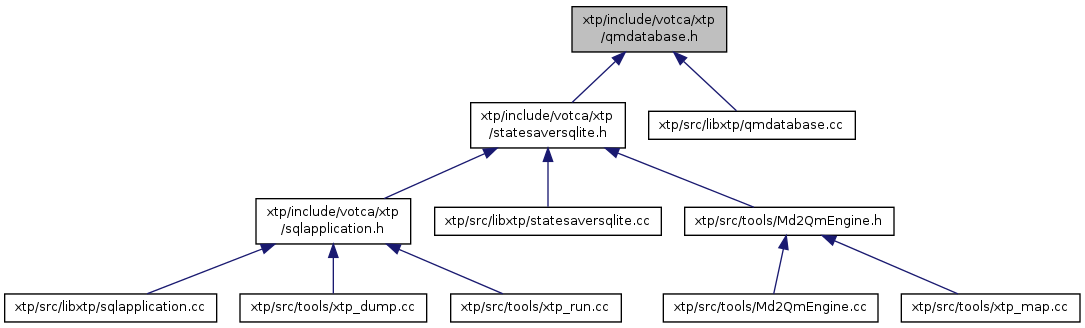 xtp/include/votca/xtp
/qmdatabase.h
xtp/include/votca/xtp
/statesaversqlite.h
xtp/src/libxtp/qmdatabase.cc
xtp/include/votca/xtp
/sqlapplication.h
xtp/src/libxtp/statesaversqlite.cc
xtp/src/tools/Md2QmEngine.h
xtp/src/libxtp/sqlapplication.cc
xtp/src/tools/xtp_dump.cc
xtp/src/tools/xtp_run.cc
xtp/src/tools/Md2QmEngine.cc
xtp/src/tools/xtp_map.cc